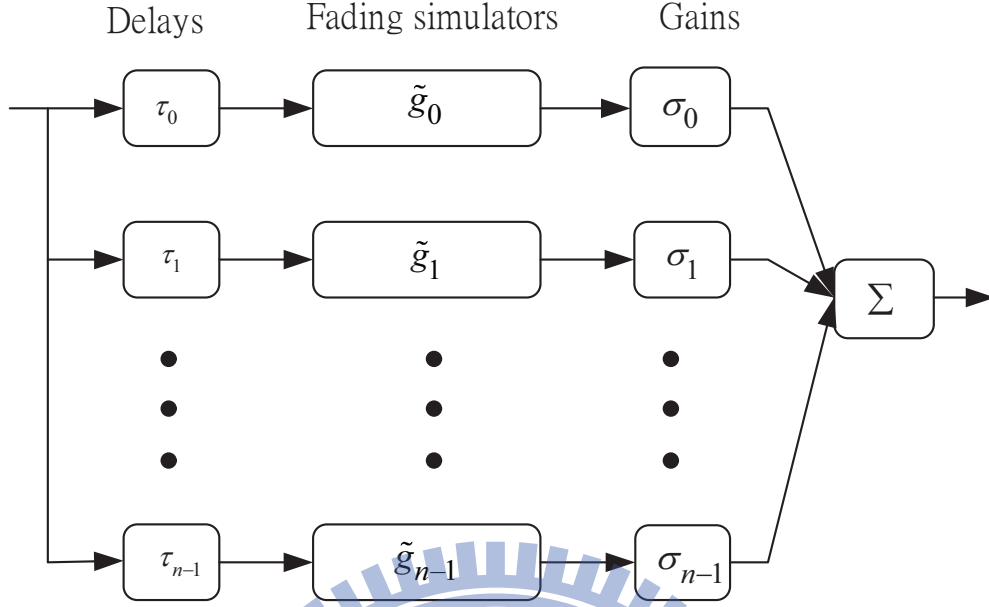 Delays Fading simulators Gains
τ₀ g̃₀ σ₀
τ₁ g̃₁ σ₁
Σ
τₙ₋₁ g̃ₙ₋₁ σₙ₋₁